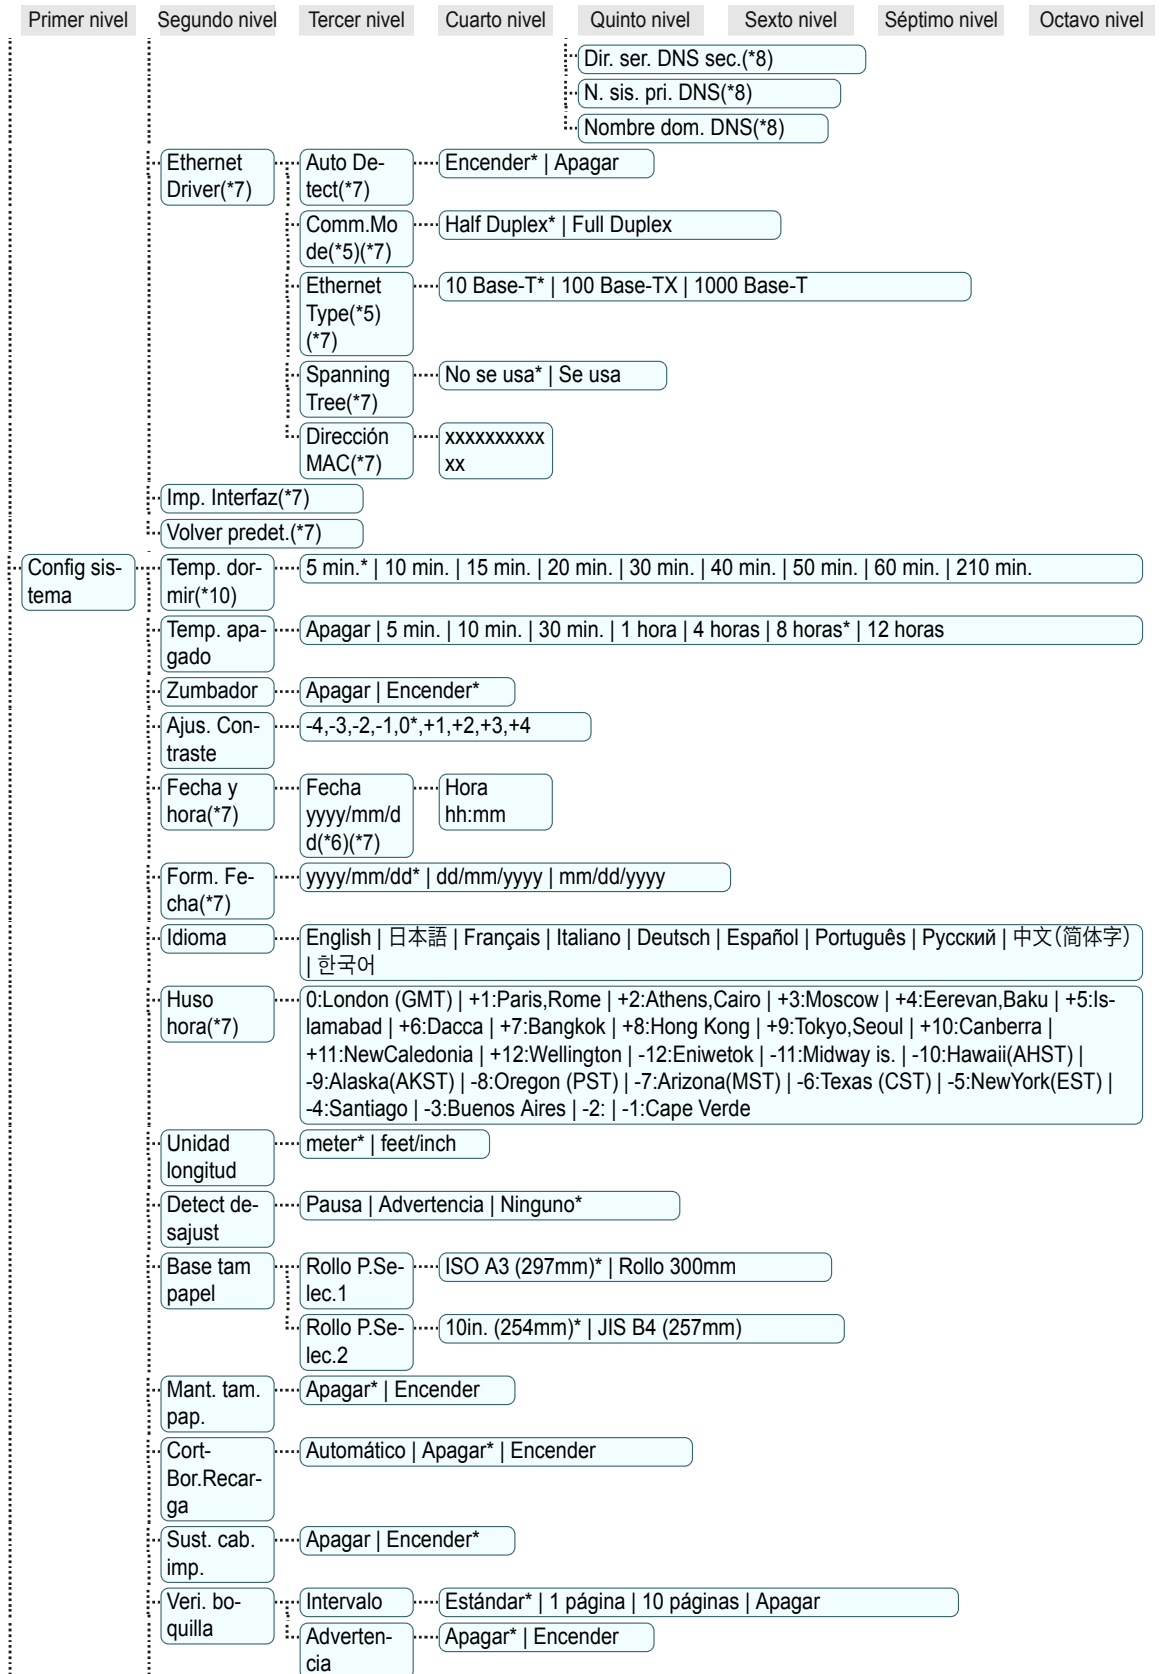 Primer nivel Segundo nivel Tercer nivel Cuarto nivel Quinto nivel Sexto nivel Séptimo nivel Octavo nivel
Dir. ser. DNS sec.(*8)
N. sis. pri. DNS(*8)
Nombre dom. DNS(*8)
Ethernet
Driver(*7)
Auto De-
tect(*7)
Encender* | Apagar
Comm.Mo
de(*5)(*7)
Half Duplex* | Full Duplex
Ethernet
Type(*5)
(*7)
10 Base-T* | 100 Base-TX | 1000 Base-T
Spanning
Tree(*7)
No se usa* | Se usa
Dirección
MAC(*7)
xxxxxxxxxx
xx
Imp. Interfaz(*7)
Volver predet.(*7)
Config sis-
tema
Temp. dor-
mir(*10)
5 min.* | 10 min. | 15 min. | 20 min. | 30 min. | 40 min. | 50 min. | 60 min. | 210 min.
Temp. apa-
gado
Apagar | 5 min. | 10 min. | 30 min. | 1 hora | 4 horas | 8 horas* | 12 horas
Zumbador
Apagar | Encender*
Ajus. Con-
traste
-4,-3,-2,-1,0*,+1,+2,+3,+4
Fecha y
hora(*7)
Fecha
yyyy/mm/d
d(*6)(*7)
Hora
hh:mm
Form. Fe-
cha(*7)
yyyy/mm/dd* | dd/mm/yyyy | mm/dd/yyyy
Idioma
English | 日本語 | Français | Italiano | Deutsch | Español | Português | Русский | 中文(简体字)
| 한국어
Huso
hora(*7)
0:London (GMT) | +1:Paris,Rome | +2:Athens,Cairo | +3:Moscow | +4:Eerevan,Baku | +5:Is-
lamabad | +6:Dacca | +7:Bangkok | +8:Hong Kong | +9:Tokyo,Seoul | +10:Canberra |
+11:NewCaledonia | +12:Wellington | -12:Eniwetok | -11:Midway is. | -10:Hawaii(AHST) |
-9:Alaska(AKST) | -8:Oregon (PST) | -7:Arizona(MST) | -6:Texas (CST) | -5:NewYork(EST) |
-4:Santiago | -3:Buenos Aires | -2: | -1:Cape Verde
Unidad
longitud
meter* | feet/inch
Detect de-
sajust
Pausa | Advertencia | Ninguno*
Base tam
papel
Rollo P.Se-
lec.1
ISO A3 (297mm)* | Rollo 300mm
Rollo P.Se-
lec.2
10in. (254mm)* | JIS B4 (257mm)
Mant. tam.
pap.
Apagar* | Encender
Cort-
Bor.Recar-
ga
Automático | Apagar* | Encender
Sust. cab.
imp.
Apagar | Encender*
Veri. bo-
quilla
Intervalo
Estándar* | 1 página | 10 páginas | Apagar
Adverten-
cia
Apagar* | Encender